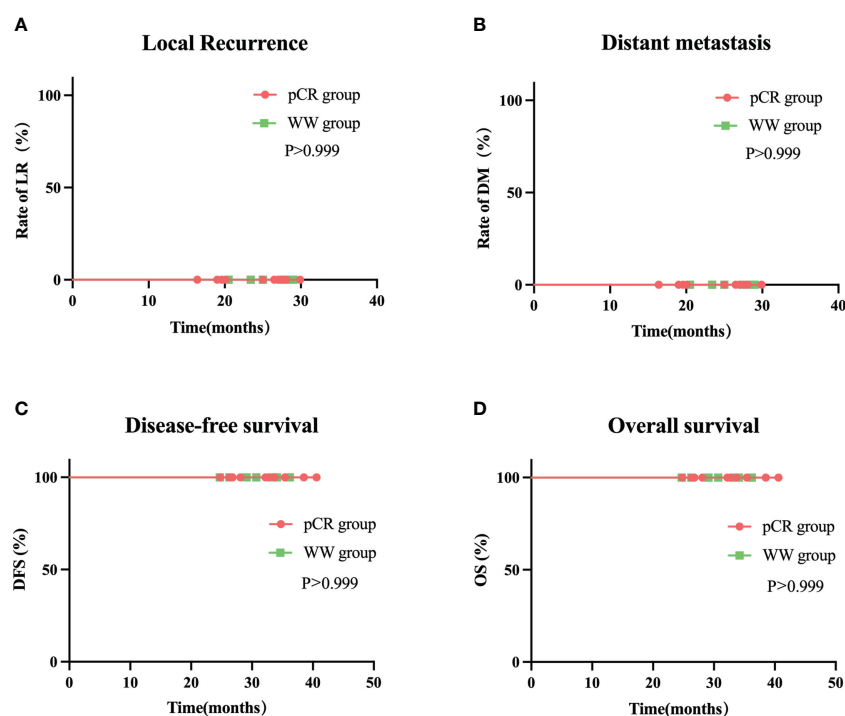 A
Local Recurrence
100
50
0
Rate of LR (%)
pCR group
WW group
P>0.999
0 10 20 30 40
Time(months)
B
Distant metastasis
100
50
0
Rate of DM (%)
pCR group
WW group
P>0.999
0 10 20 30 40
Time(months)
C
Disease-free survival
100
50
0
DFS (%)
pCR group
WW group
P>0.999
0 10 20 30 40 50
Time(months)
D
Overall survival
100
50
0
OS (%)
pCR group
WW group
P>0.999
0 10 20 30 40 50
Time(months)